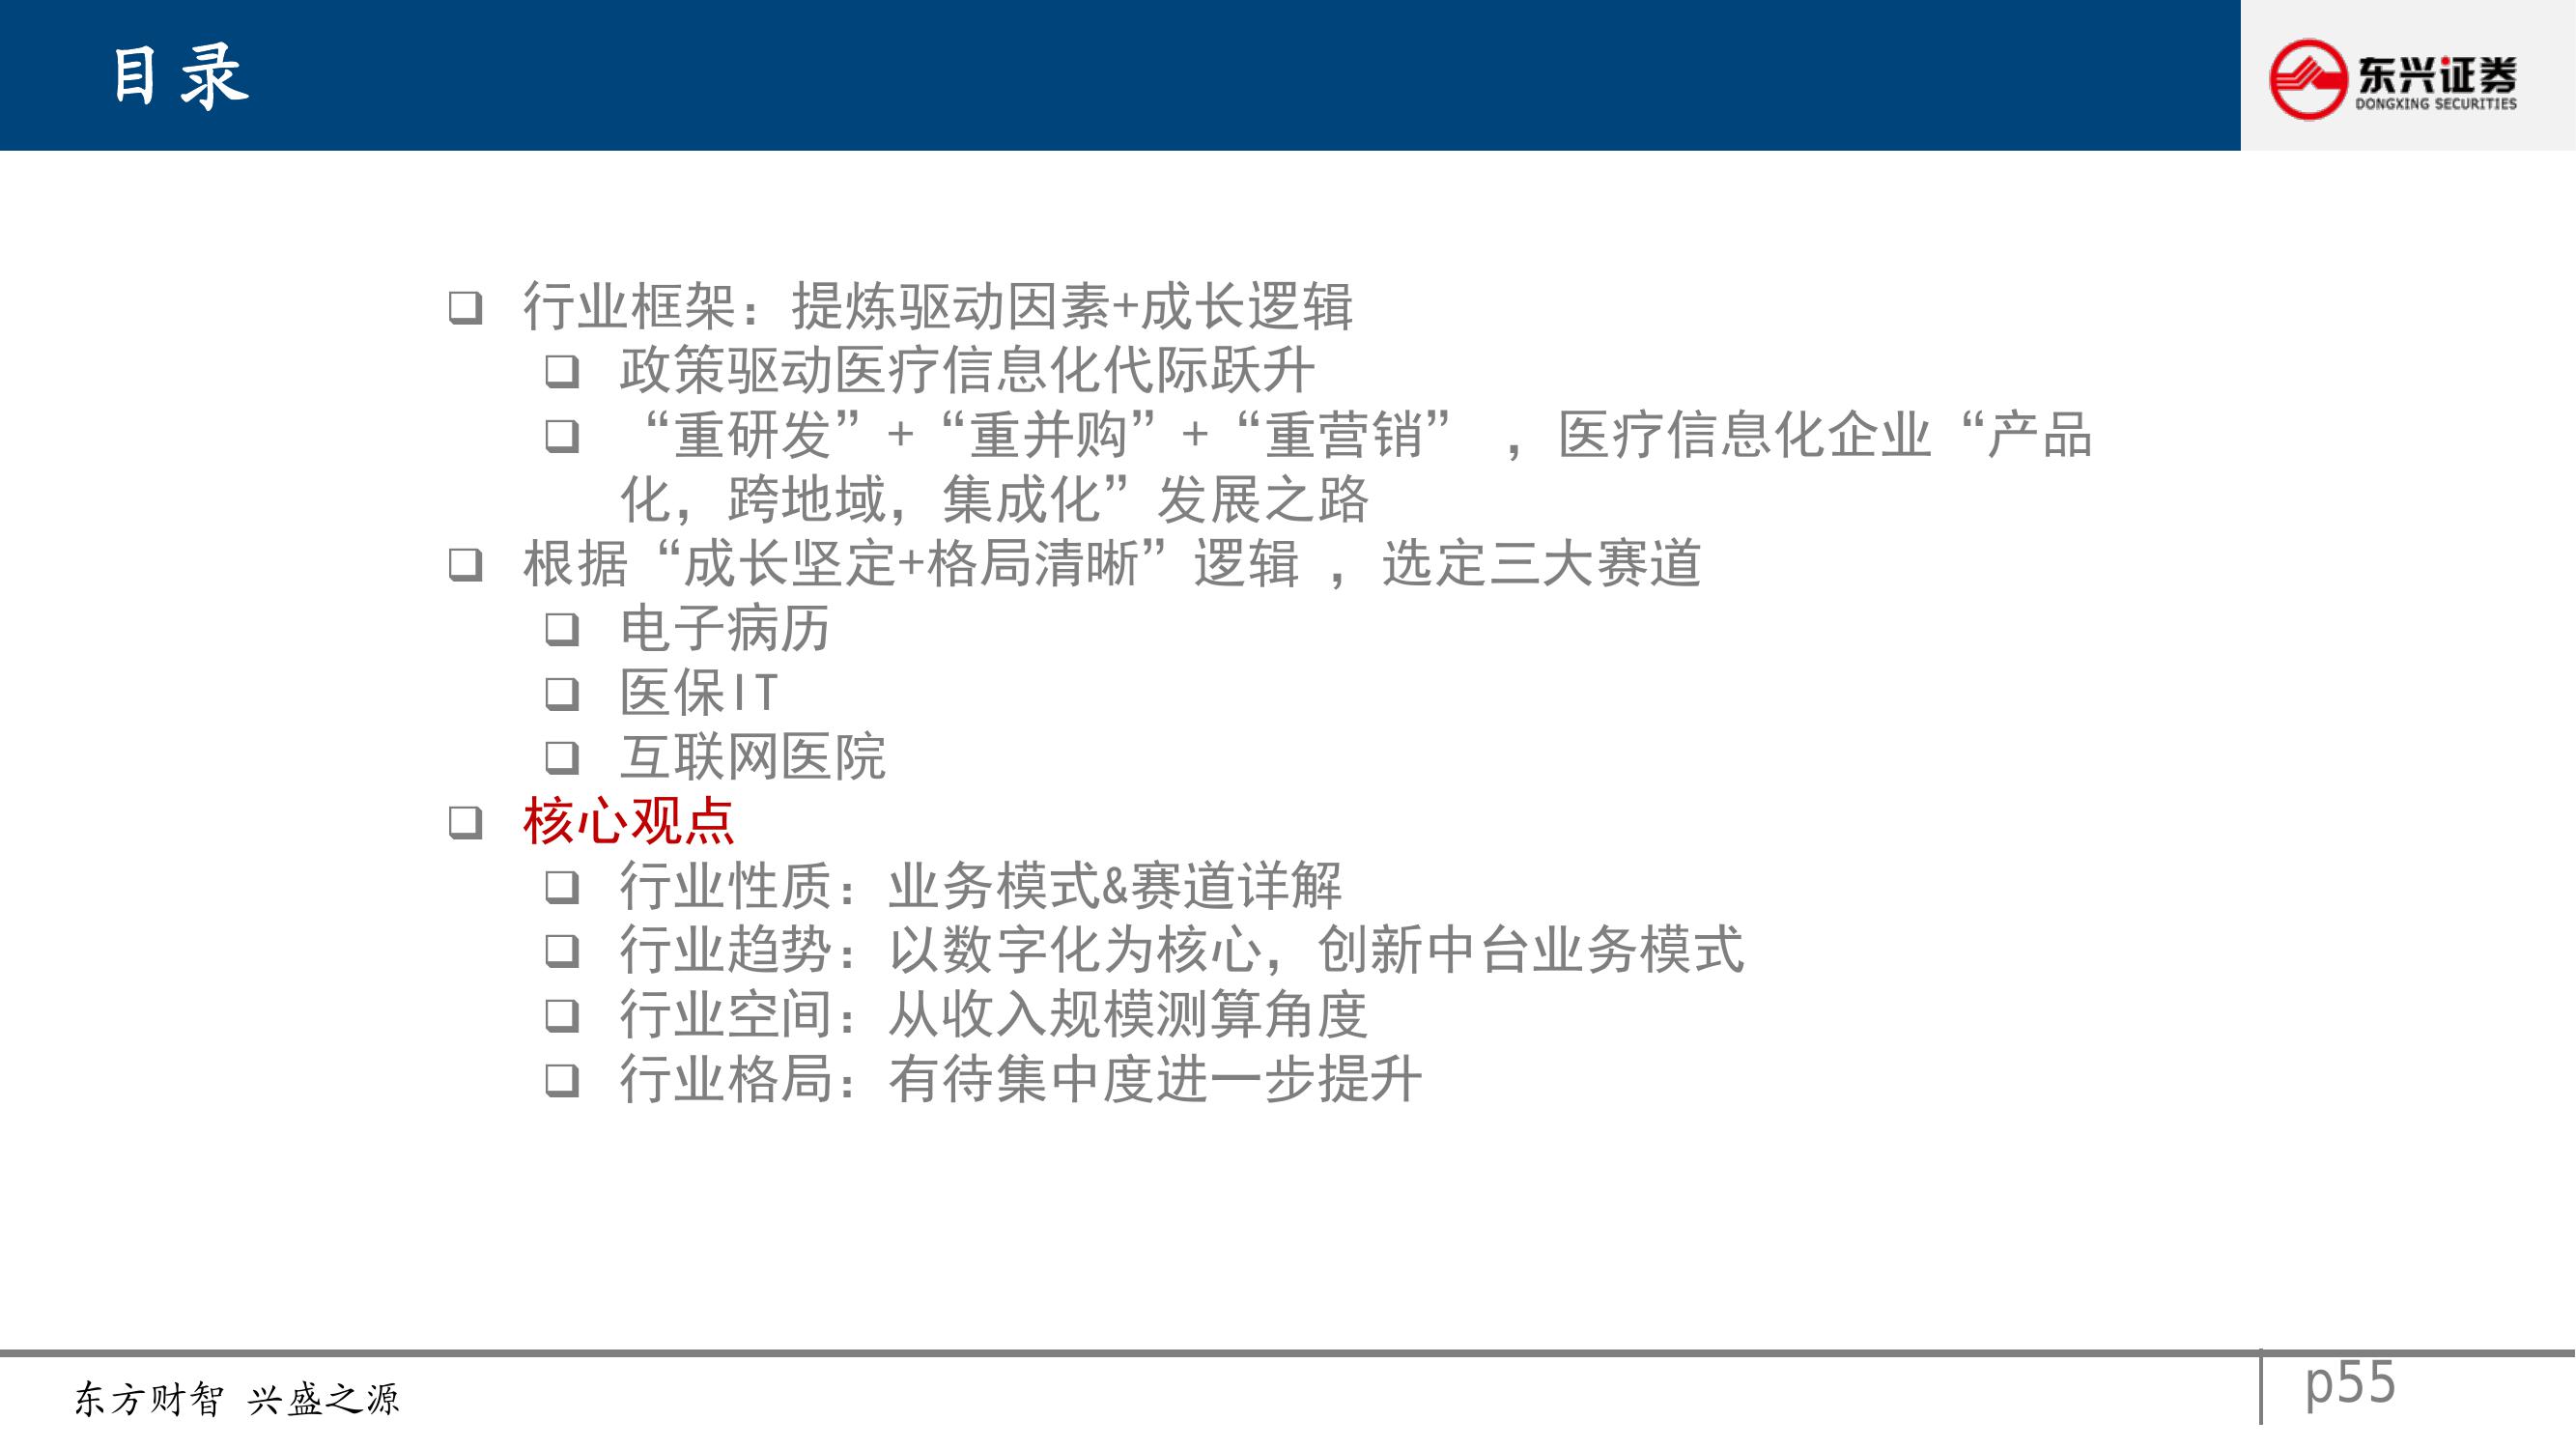 目录
东兴证券
DONGXING SECURITIES
❑ 行业框架：提炼驱动因素+成长逻辑
❑ 政策驱动医疗信息化代际跃升
❑ “重研发”+“重并购”+“重营销” ，医疗信息化企业“产品
化，跨地域，集成化”发展之路
❑ 根据“成长坚定+格局清晰”逻辑 ，选定三大赛道
❑ 电子病历
❑ 医保IT
❑ 互联网医院
❑ 核心观点
❑ 行业性质：业务模式&赛道详解
❑ 行业趋势：以数字化为核心，创新中台业务模式
❑ 行业空间：从收入规模测算角度
❑ 行业格局：有待集中度进一步提升
东方财智 兴盛之源
p55